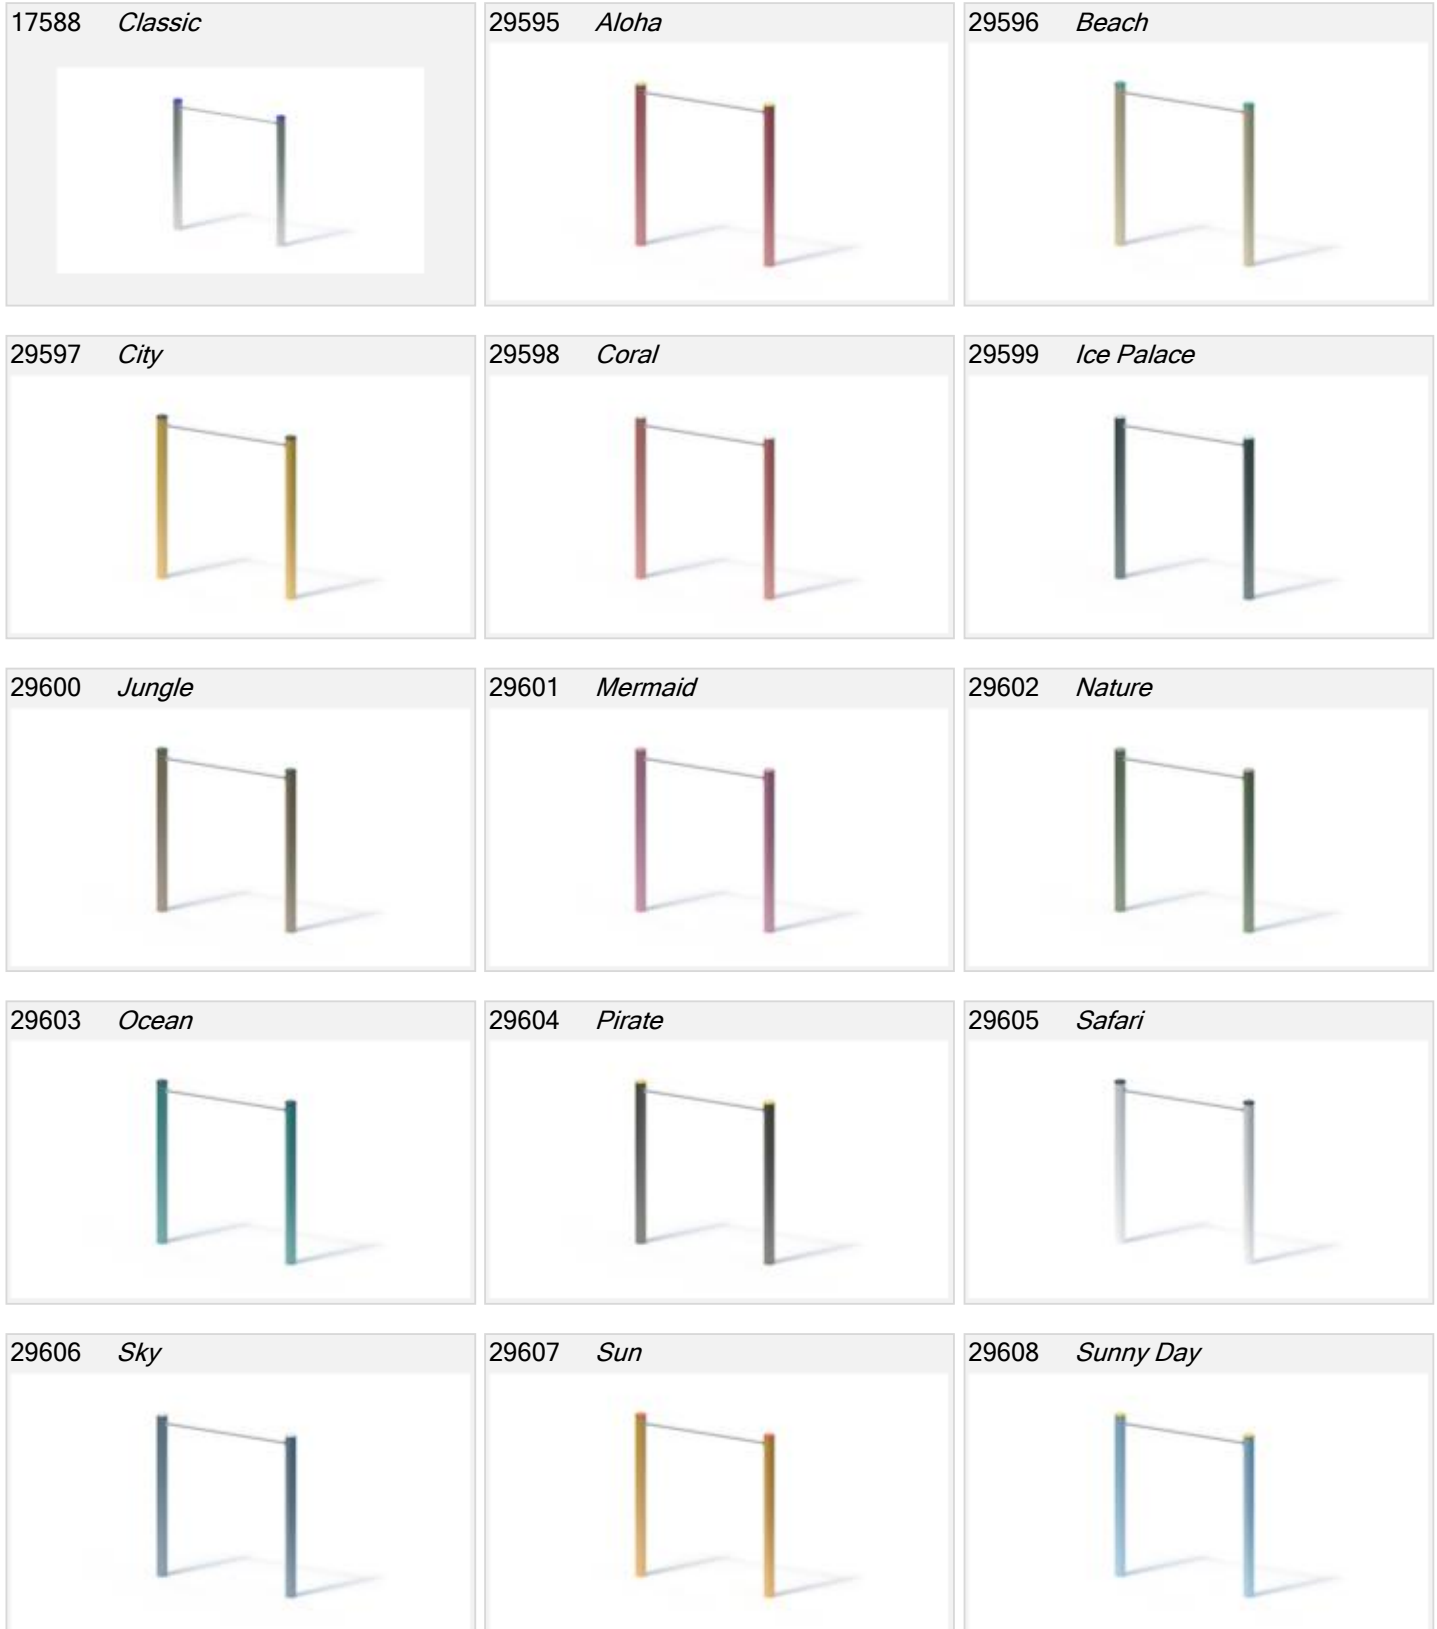 17588 Classic
29595 Aloha
29596 Beach
29597 City
29598 Coral
29599 Ice Palace
29600 Jungle
29601 Mermaid
29602 Nature
29603 Ocean
29604 Pirate
29605 Safari
29606 Sky
29607 Sun
29608 Sunny Day